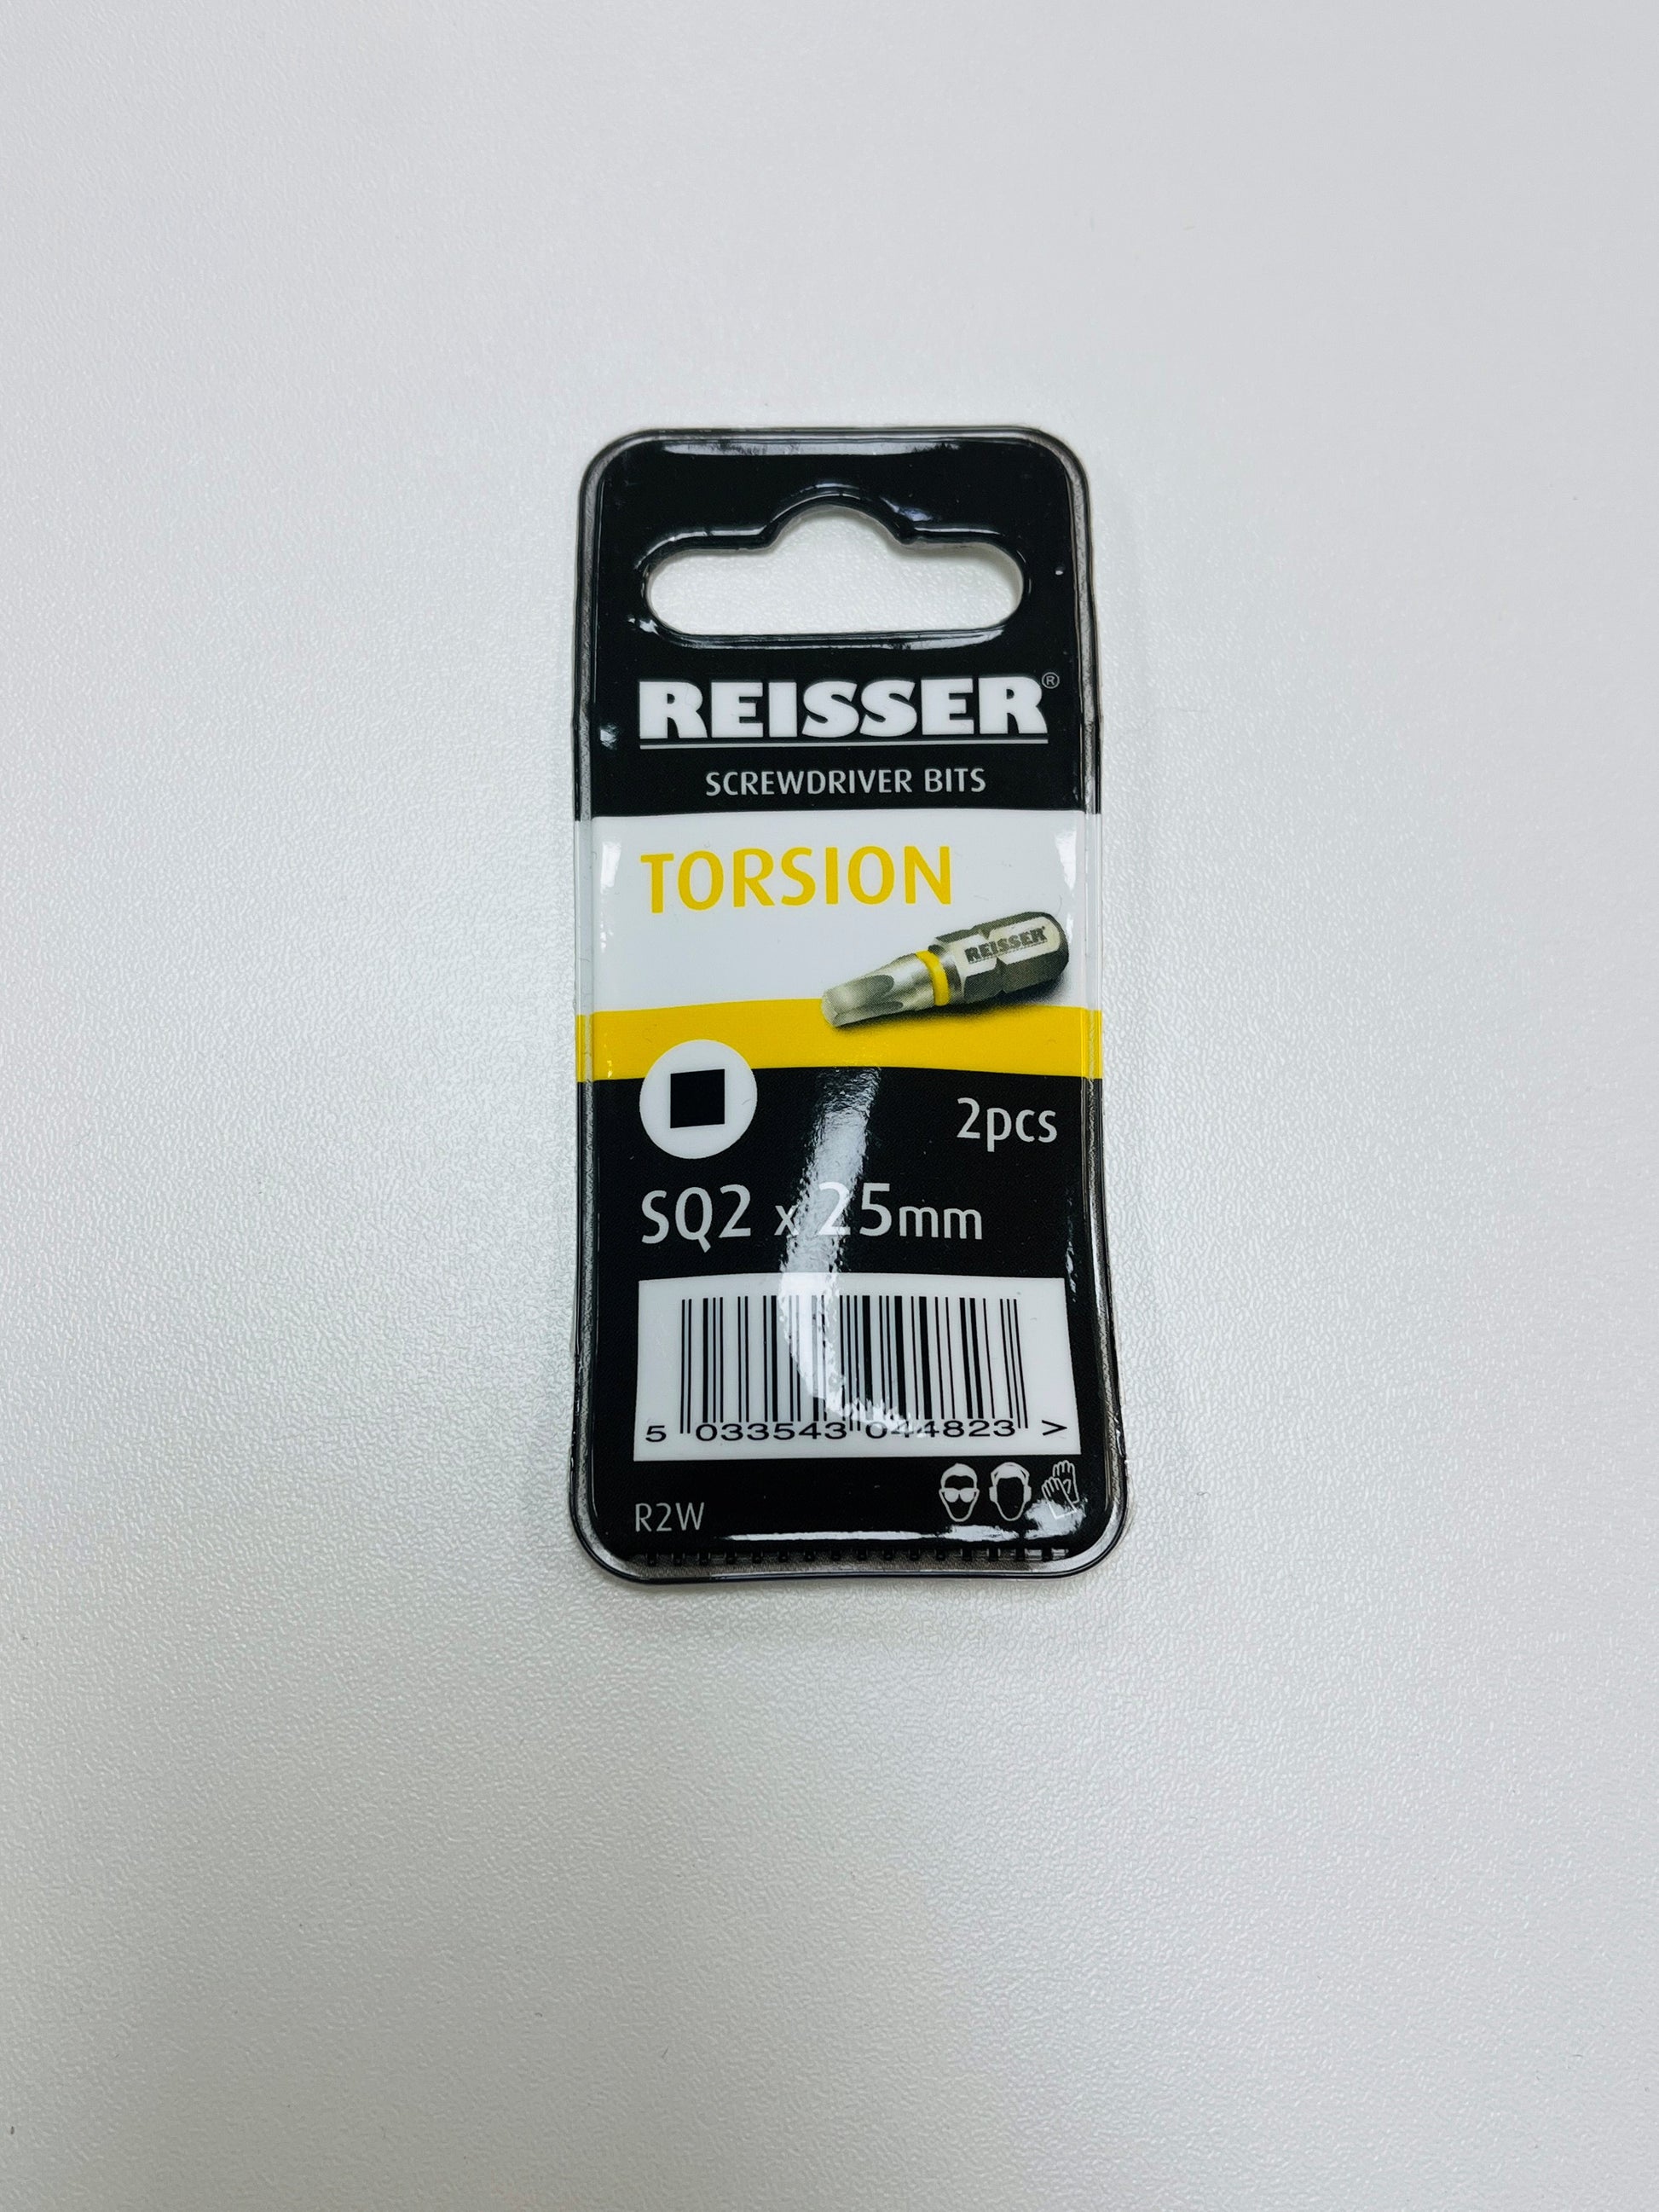 REISSER®
SCREWDRIVER BITS
TORSION
REISSER
2pcs
SQ2 x 25mm
5 033543 044823 >
R2W